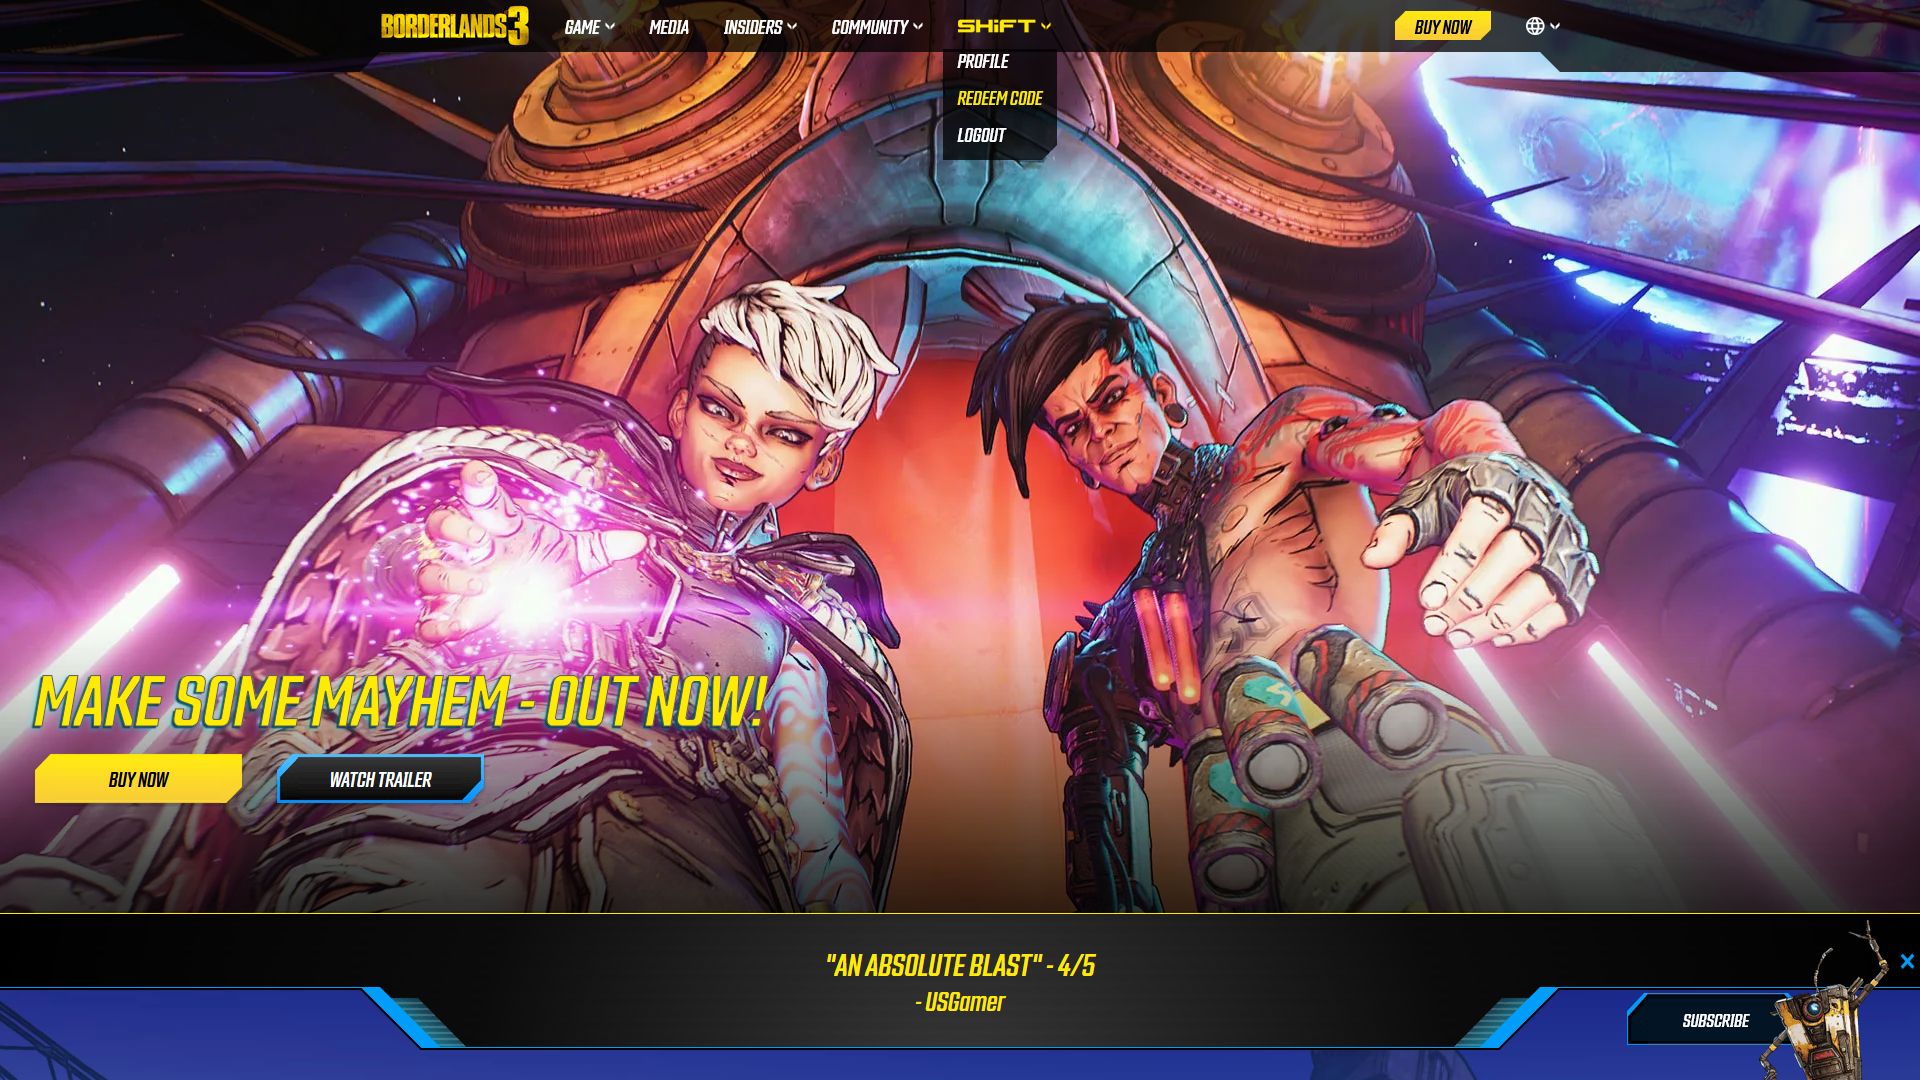 BORDERLANDS 3
GAME
MEDIA
INSIDERS
COMMUNITY
SHiFT
BUY NOW
PROFILE
REDEEM CODE
LOGOUT
MAKE SOME MAYHEM - OUT NOW!
BUY NOW
WATCH TRAILER
"AN ABSOLUTE BLAST" - 4/5
- USGamer
SUBSCRIBE